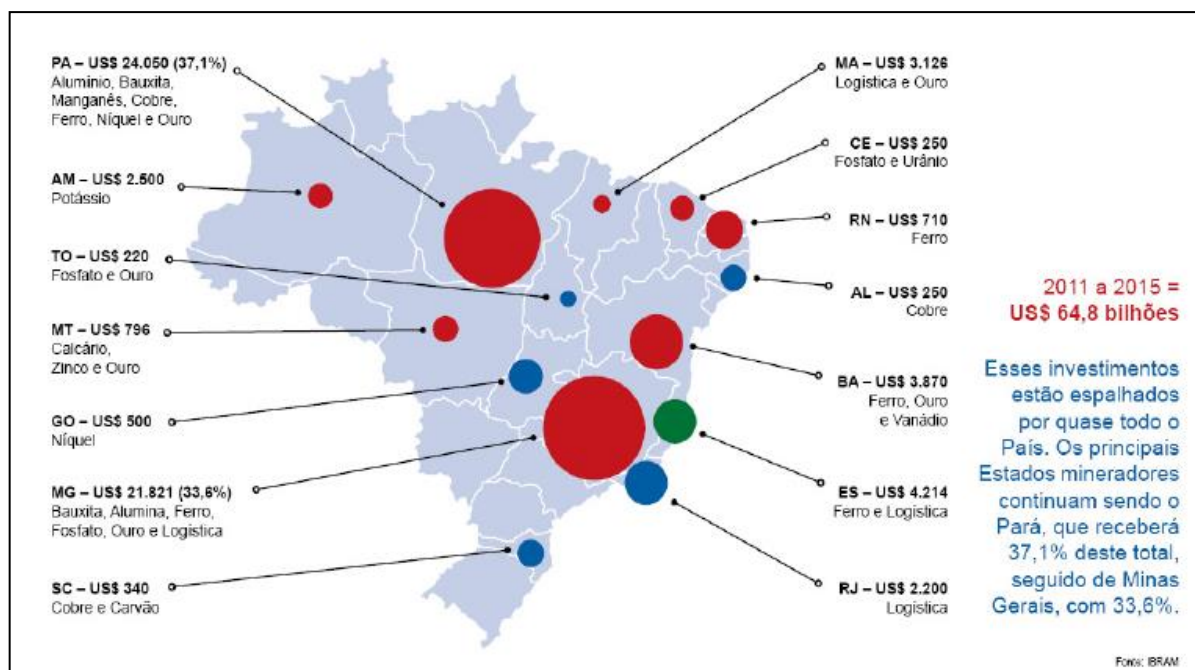 PA – US$ 24.050 (37,1%)
Alumínio, Bauxita,
Manganês, Cobre,
Ferro, Níquel e Ouro
AM – US$ 2.500
Potássio
TO – US$ 220
Fosfato e Ouro
MT – US$ 796
Calcário,
Zinco e Ouro
GO – US$ 500
Níquel
MG – US$ 21.821 (33,6%)
Bauxita, Alumina, Ferro,
Fosfato, Ouro e Logística
SC – US$ 340
Cobre e Carvão
MA – US$ 3.126
Logística e Ouro
CE – US$ 250
Fosfato e Urânio
RN – US$ 710
Ferro
AL – US$ 250
Cobre
BA – US$ 3.870
Ferro, Ouro
e Vanádio
ES – US$ 4.214
Ferro e Logística
RJ – US$ 2.200
Logística
2011 a 2015 =
US$ 64,8 bilhões
Esses investimentos
estão espalhados
por quase todo o
País. Os principais
Estados mineradores
continuam sendo o
Pará, que receberá
37,1% deste total,
seguido de Minas
Gerais, com 33,6%.
Fonte: IBRAM